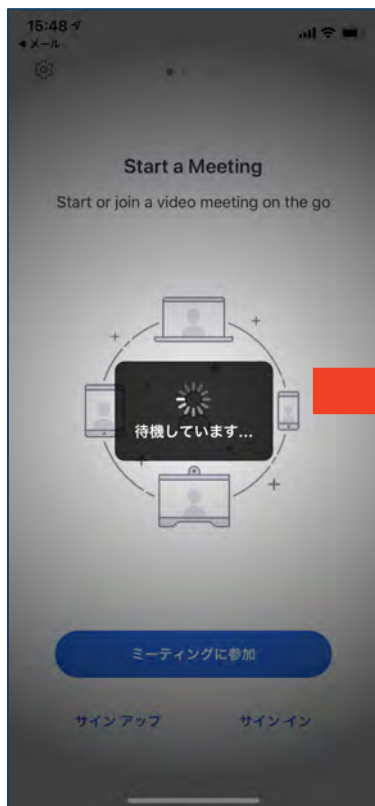 15:48
メール
Start a Meeting
Start or join a video meeting on the go
待機しています...
ミーティングに参加
サイン アップ
サイン イン